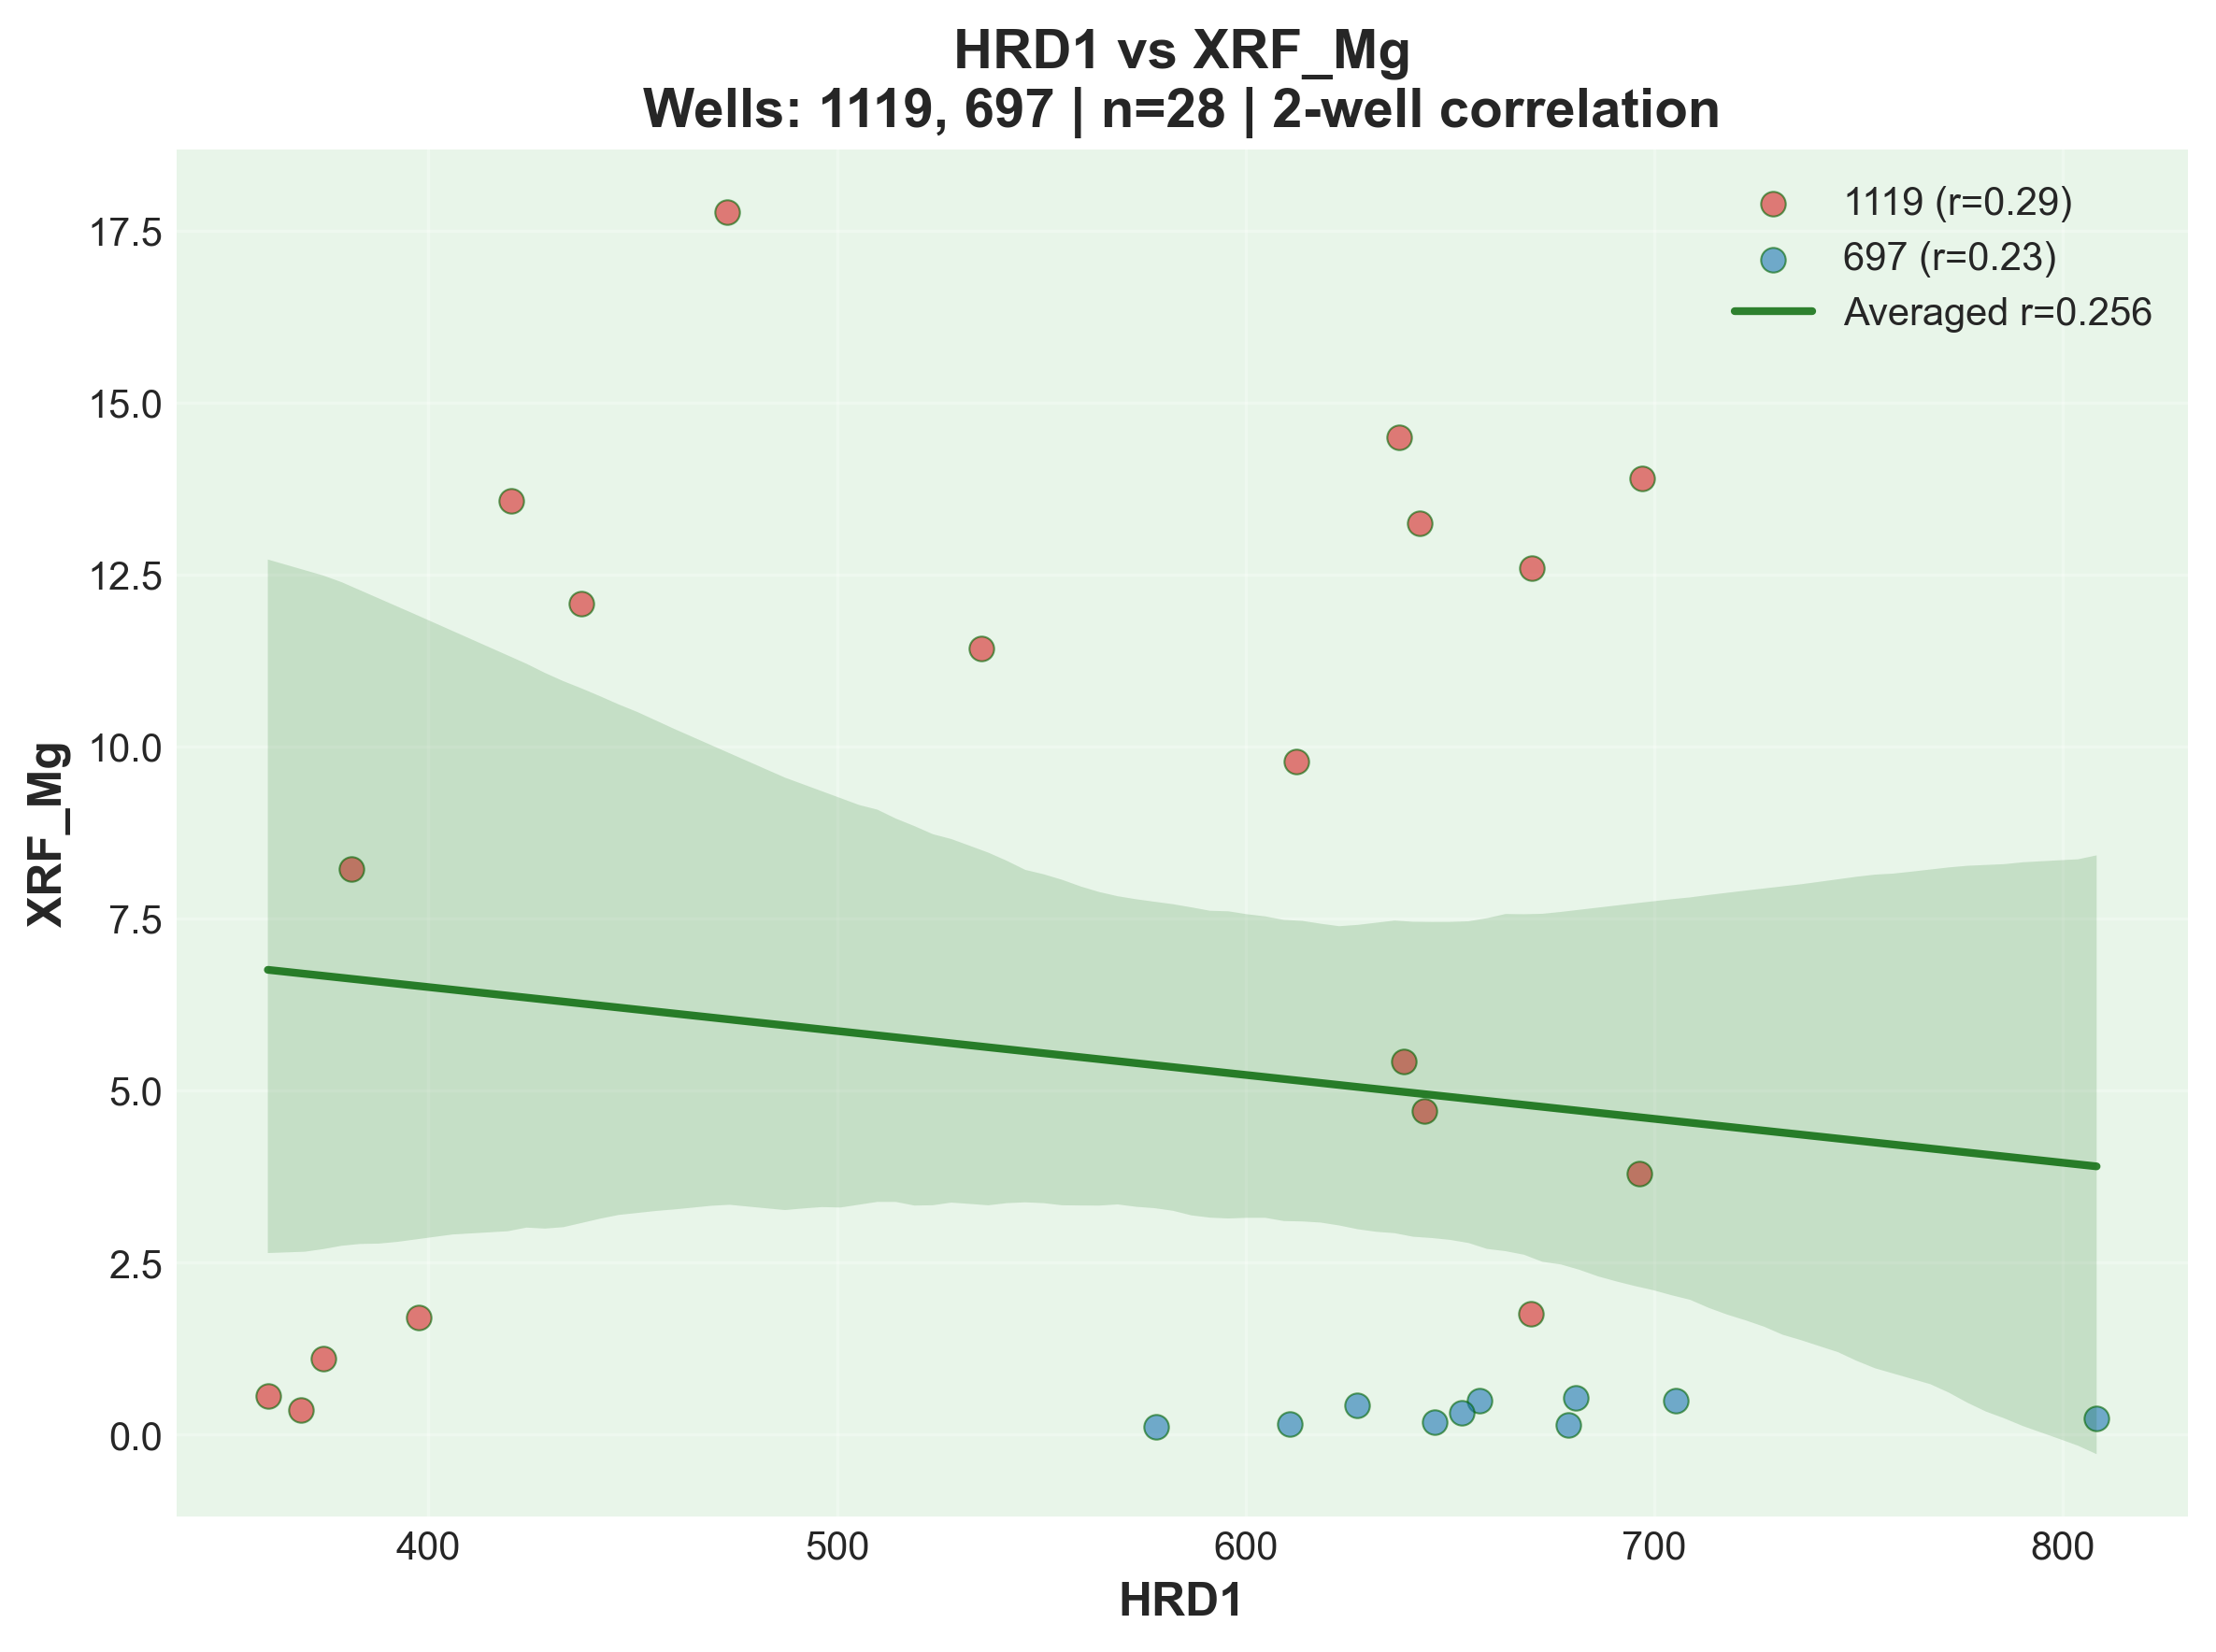 HRD1 vs XRF_Mg
Wells: 1119, 697 | n=28 | 2-well correlation
1119 (r=0.29)
697 (r=0.23)
Averaged r=0.256
XRF_Mg
17.5
15.0
12.5
10.0
7.5
5.0
2.5
0.0
400
500
600
700
800
HRD1